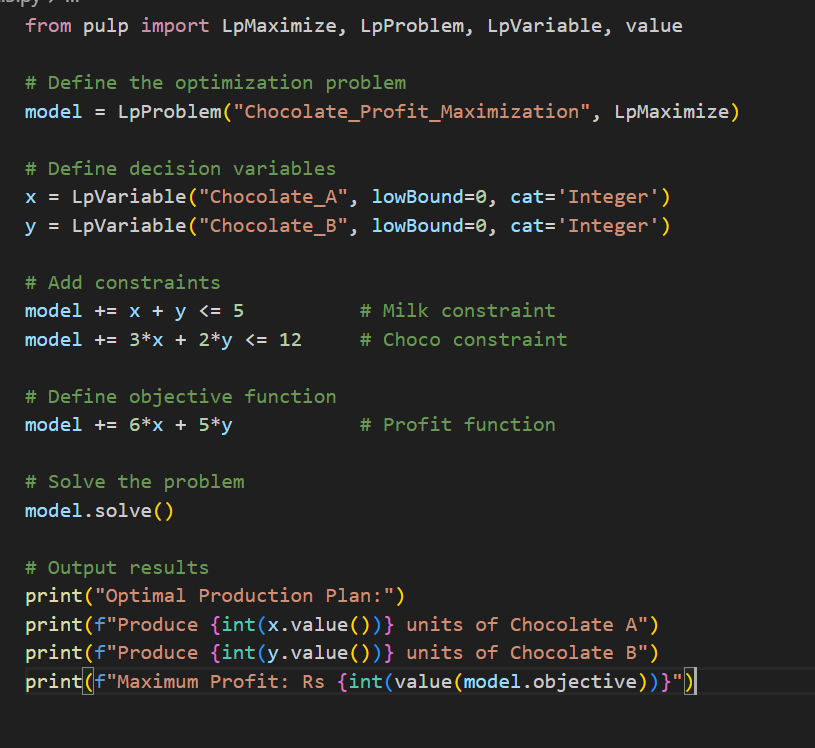 from pulp import LpMaximize, LpProblem, LpVariable, value
# Define the optimization problem
model = LpProblem("Chocolate_Profit_Maximization", LpMaximize)
# Define decision variables
x = LpVariable("Chocolate_A", lowBound=0, cat='Integer')
y = LpVariable("Chocolate_B", lowBound=0, cat='Integer')
# Add constraints
model += x + y <= 5 # Milk constraint
model += 3*x + 2*y <= 12 # Choco constraint
# Define objective function
model += 6*x + 5*y # Profit function
# Solve the problem
model.solve()
# Output results
print("Optimal Production Plan:")
print(f"Produce {int(x.value())} units of Chocolate A")
print(f"Produce {int(y.value())} units of Chocolate B")
print(f"Maximum Profit: Rs {int(value(model.objective))}")